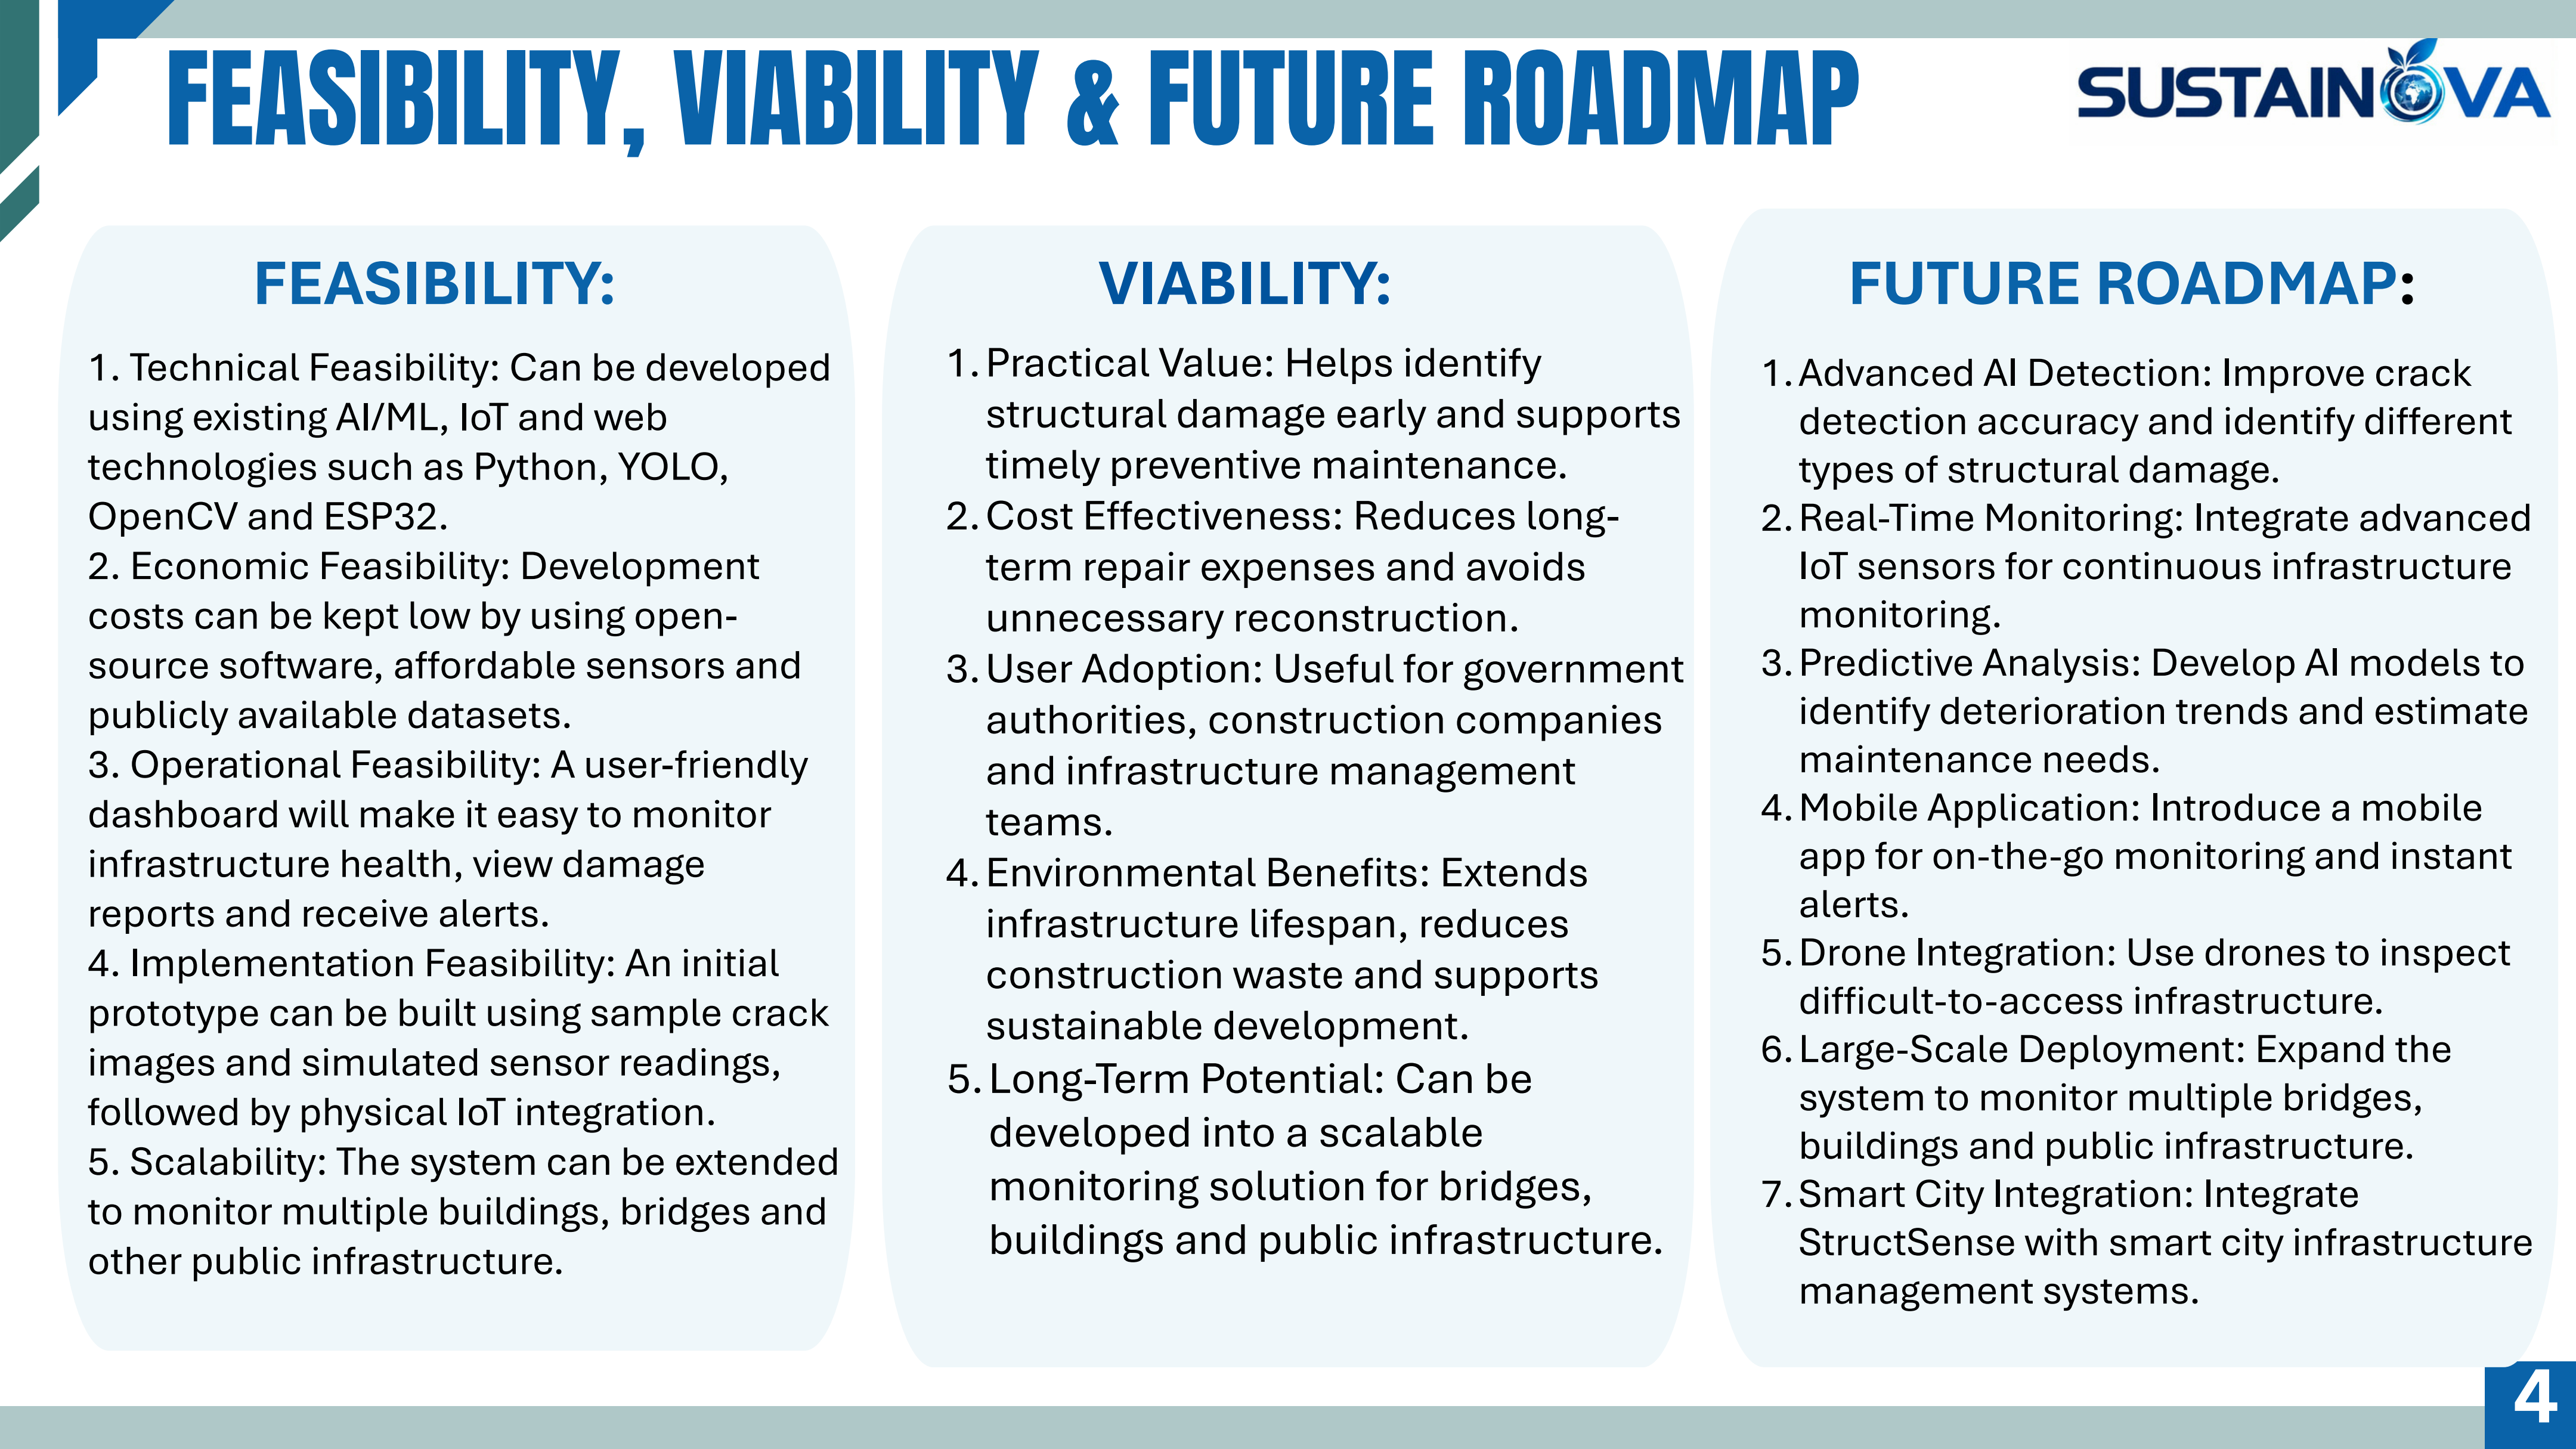 FEASIBILITY, VIABILITY & FUTURE ROADMAP
SUSTAINOVA
FEASIBILITY:
1. Technical Feasibility: Can be developed
using existing AI/ML, IoT and web
technologies such as Python, YOLO,
OpenCV and ESP32.
2. Economic Feasibility: Development
costs can be kept low by using open-
source software, affordable sensors and
publicly available datasets.
3. Operational Feasibility: A user-friendly
dashboard will make it easy to monitor
infrastructure health, view damage
reports and receive alerts.
4. Implementation Feasibility: An initial
prototype can be built using sample crack
images and simulated sensor readings,
followed by physical IoT integration.
5. Scalability: The system can be extended
to monitor multiple buildings, bridges and
other public infrastructure.
VIABILITY:
1. Practical Value: Helps identify
structural damage early and supports
timely preventive maintenance.
2. Cost Effectiveness: Reduces long-
term repair expenses and avoids
unnecessary reconstruction.
3. User Adoption: Useful for government
authorities, construction companies
and infrastructure management
teams.
4. Environmental Benefits: Extends
infrastructure lifespan, reduces
construction waste and supports
sustainable development.
5. Long-Term Potential: Can be
developed into a scalable
monitoring solution for bridges,
buildings and public infrastructure.
FUTURE ROADMAP:
1. Advanced AI Detection: Improve crack
detection accuracy and identify different
types of structural damage.
2. Real-Time Monitoring: Integrate advanced
IoT sensors for continuous infrastructure
monitoring.
3. Predictive Analysis: Develop AI models to
identify deterioration trends and estimate
maintenance needs.
4. Mobile Application: Introduce a mobile
app for on-the-go monitoring and instant
alerts.
5. Drone Integration: Use drones to inspect
difficult-to-access infrastructure.
6. Large-Scale Deployment: Expand the
system to monitor multiple bridges,
buildings and public infrastructure.
7. Smart City Integration: Integrate
StructSense with smart city infrastructure
management systems.
4